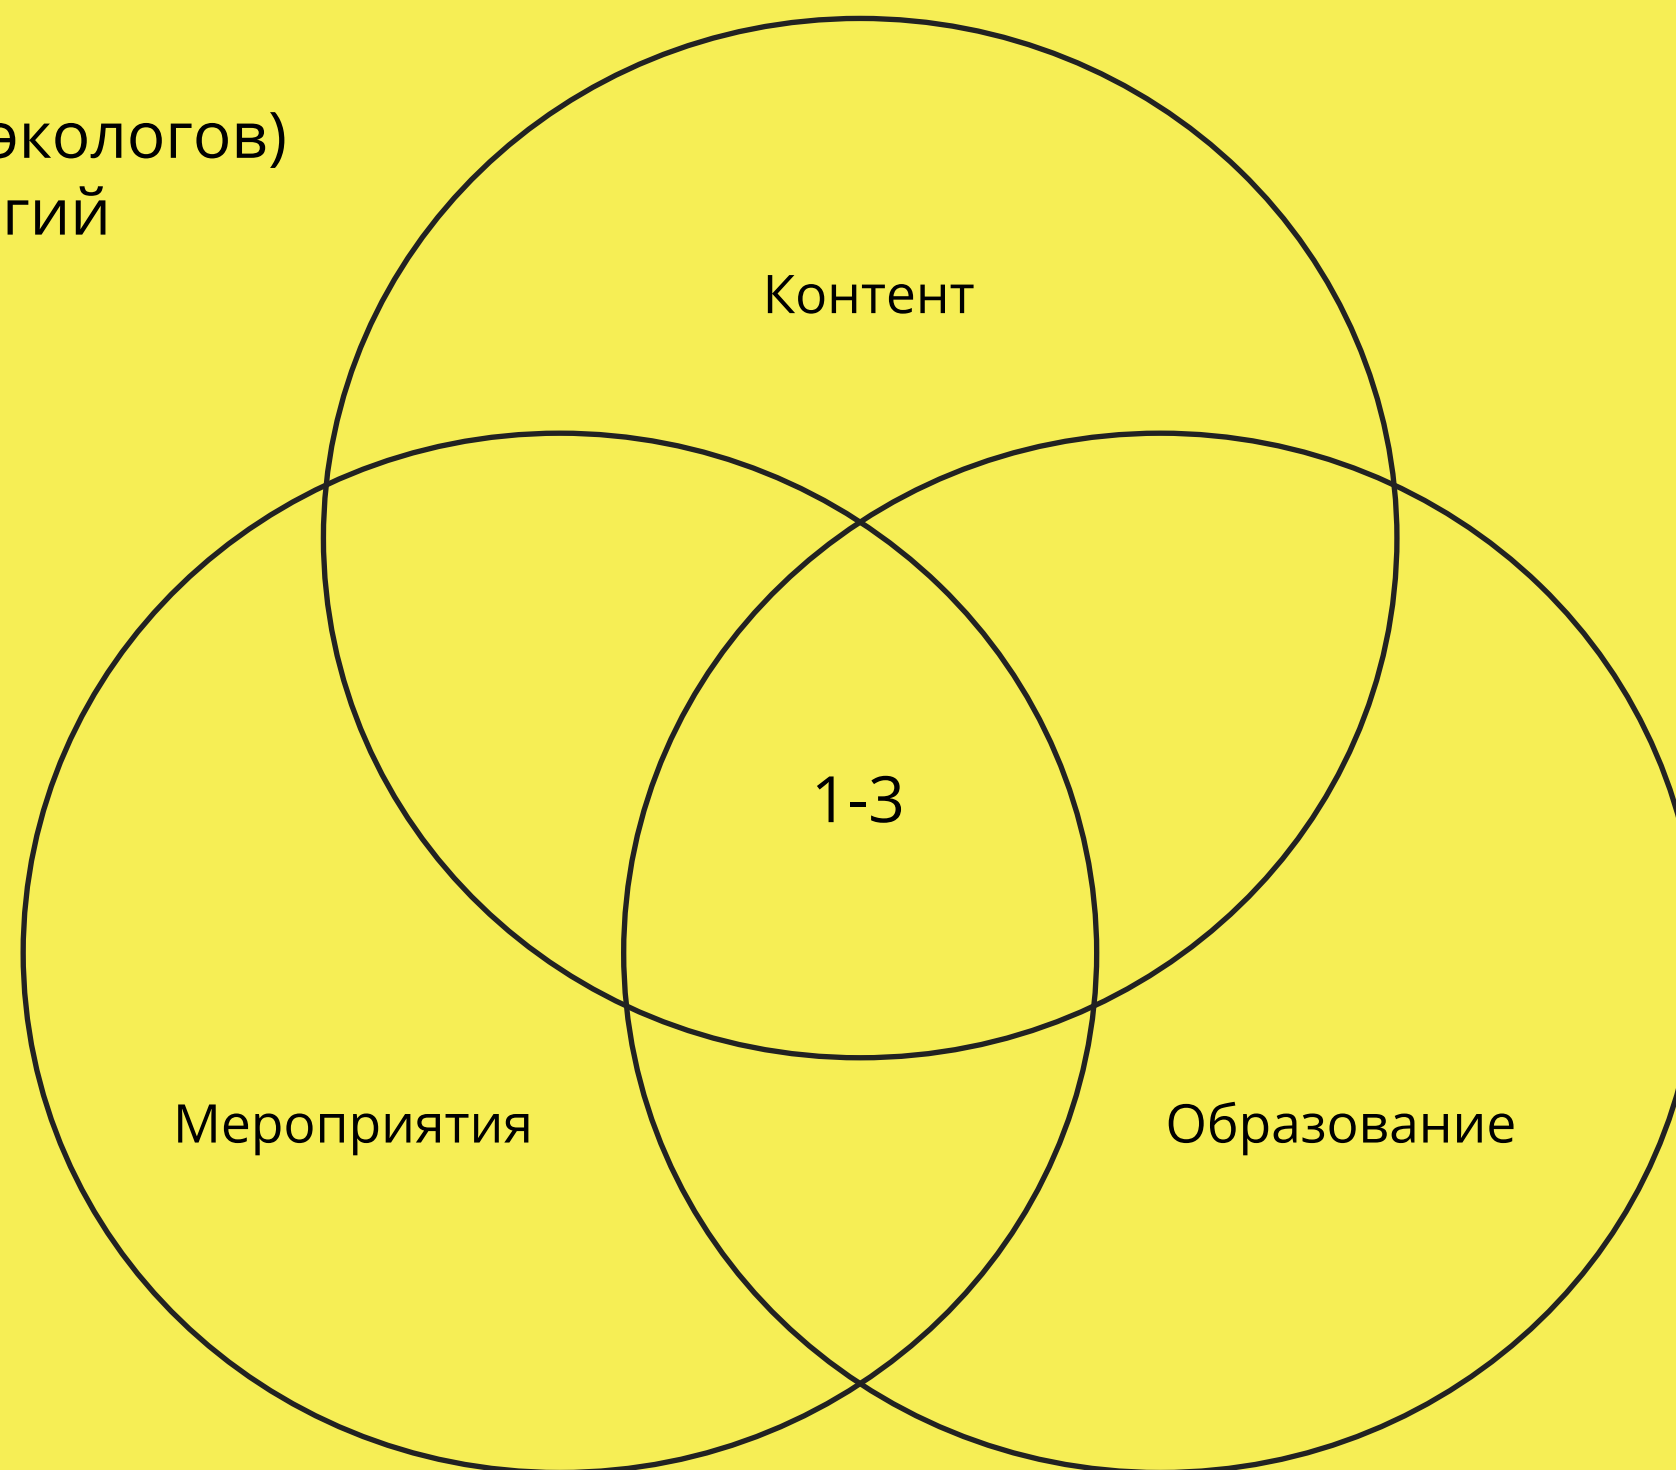 экологов)
гий
Контент
1-3
Мероприятия
Образование